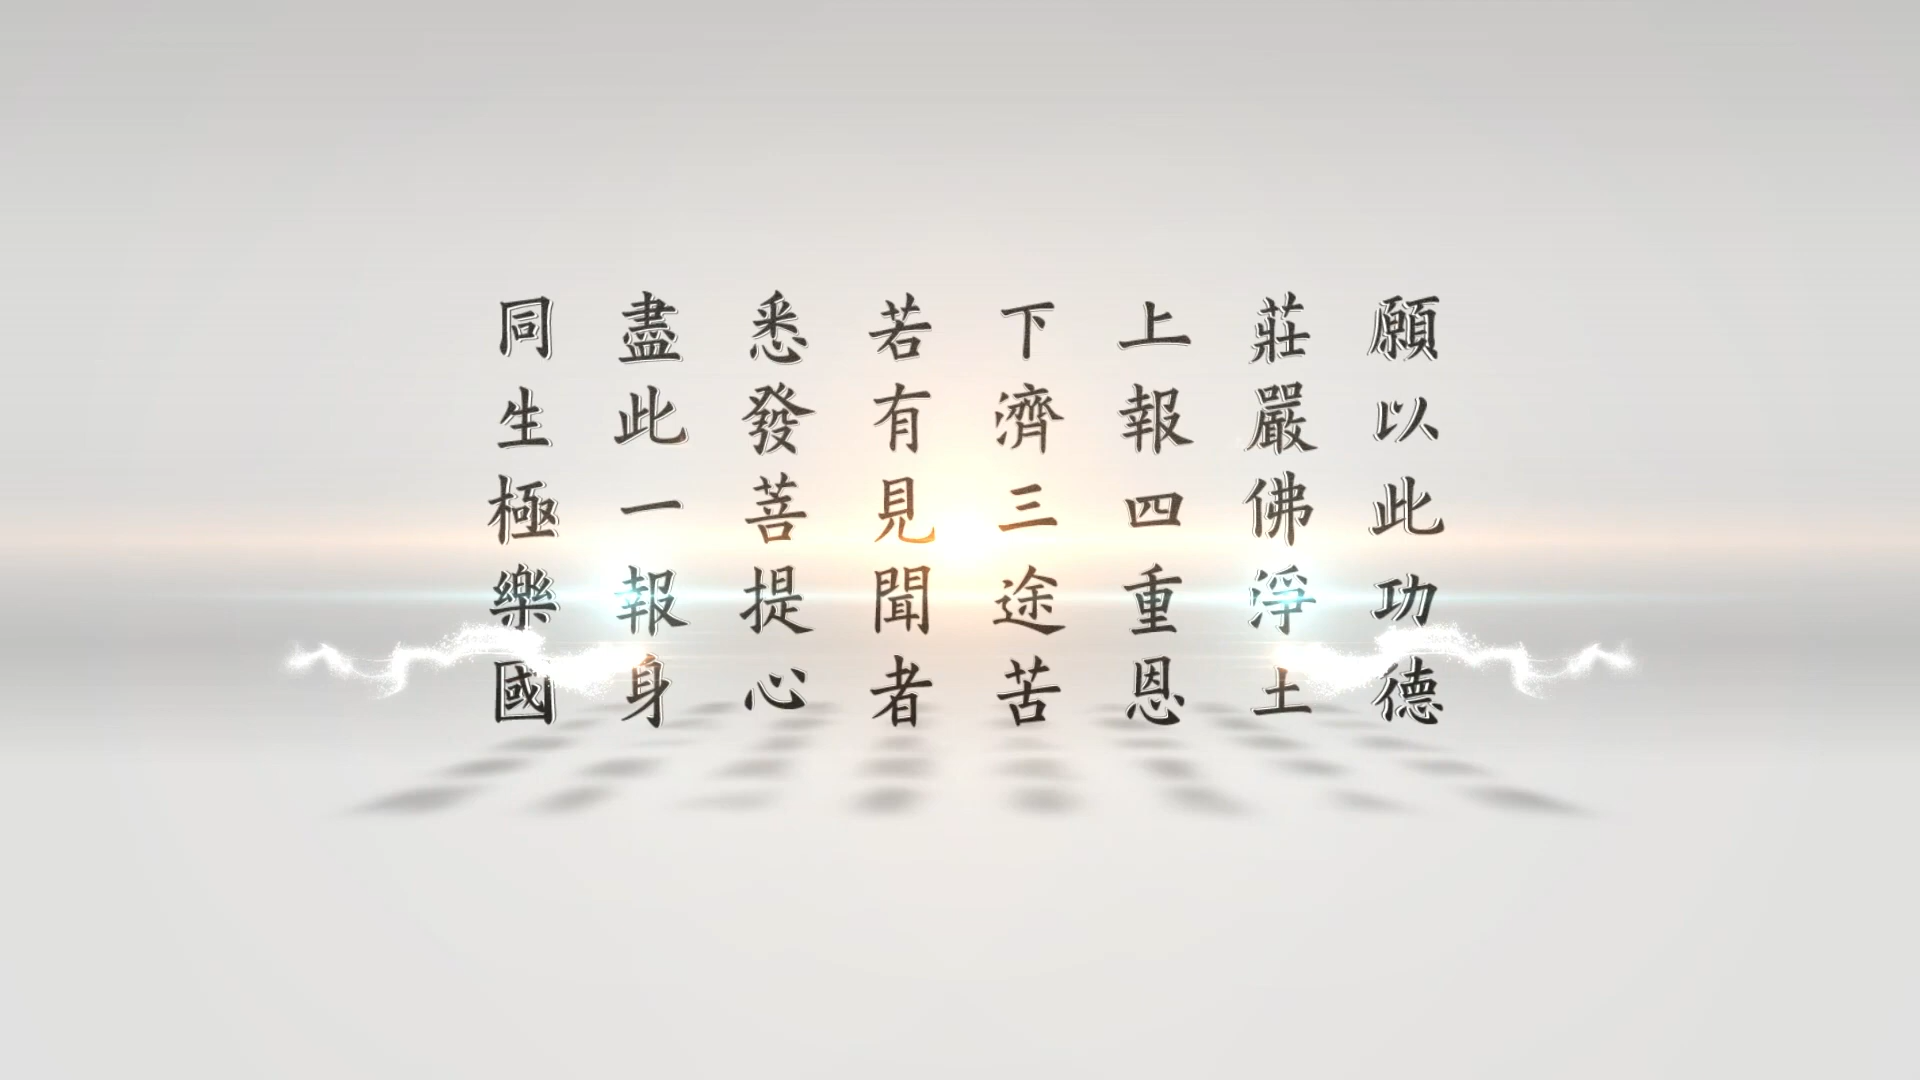 願以此功德
莊嚴佛淨土
上報四重恩
下濟三途苦
若有見聞者
悉發菩提心
盡此一報身
同生極樂國